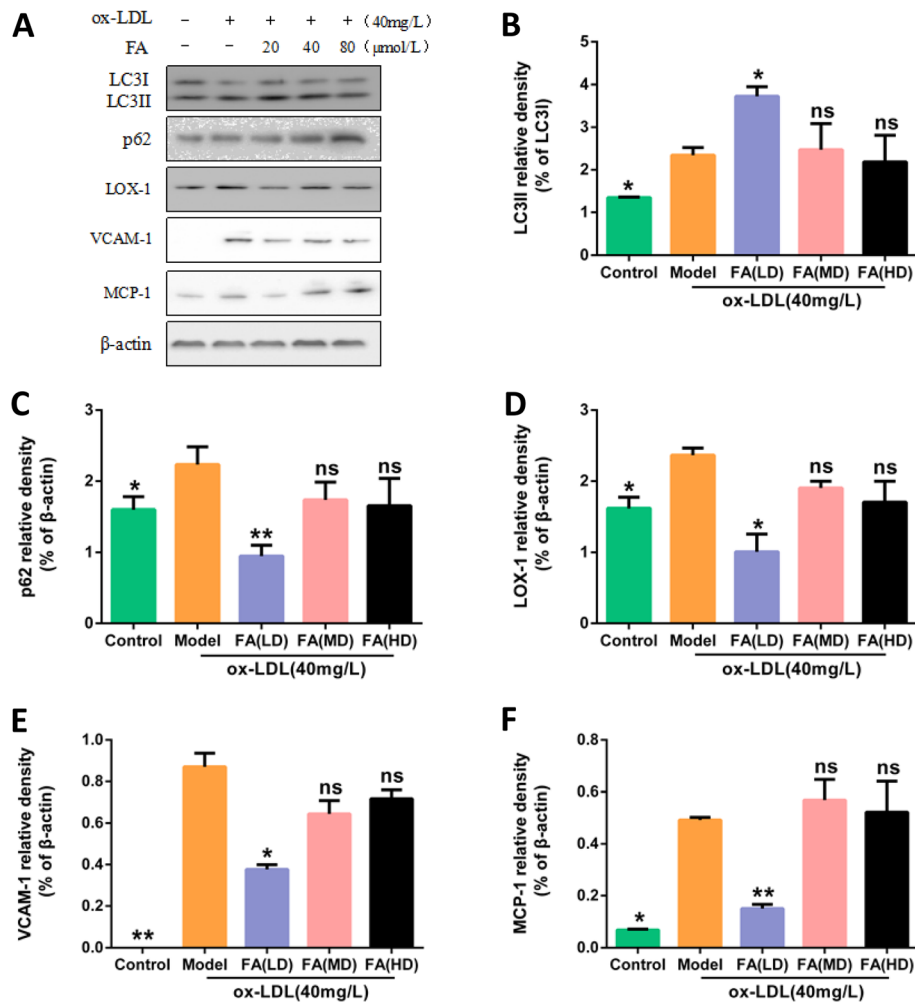 A
ox-LDL - + + + + (40mg/L)
FA - - 20 40 80 (μmol/L)
LC3I
LC3II
p62
LOX-1
VCAM-1
MCP-1
β-actin
B
LC3II relative density
(% of LC3I)
5
4
3
2
1
0
*
*
ns
ns
Control Model FA(LD) FA(MD) FA(HD)
ox-LDL(40mg/L)
C
p62 relative density
(% of β-actin)
3
2
1
0
*
**
ns
ns
Control Model FA(LD) FA(MD) FA(HD)
ox-LDL(40mg/L)
D
LOX-1 relative density
(% of β-actin)
3
2
1
0
*
*
ns
ns
Control Model FA(LD) FA(MD) FA(HD)
ox-LDL(40mg/L)
E
VCAM-1 relative density
(% of β-actin)
1.0
0.8
0.6
0.4
0.2
0.0
**
*
ns
ns
Control Model FA(LD) FA(MD) FA(HD)
ox-LDL(40mg/L)
F
MCP-1 relative density
(% of β-actin)
0.8
0.6
0.4
0.2
0.0
*
**
ns
ns
Control Model FA(LD) FA(MD) FA(HD)
ox-LDL(40mg/L)